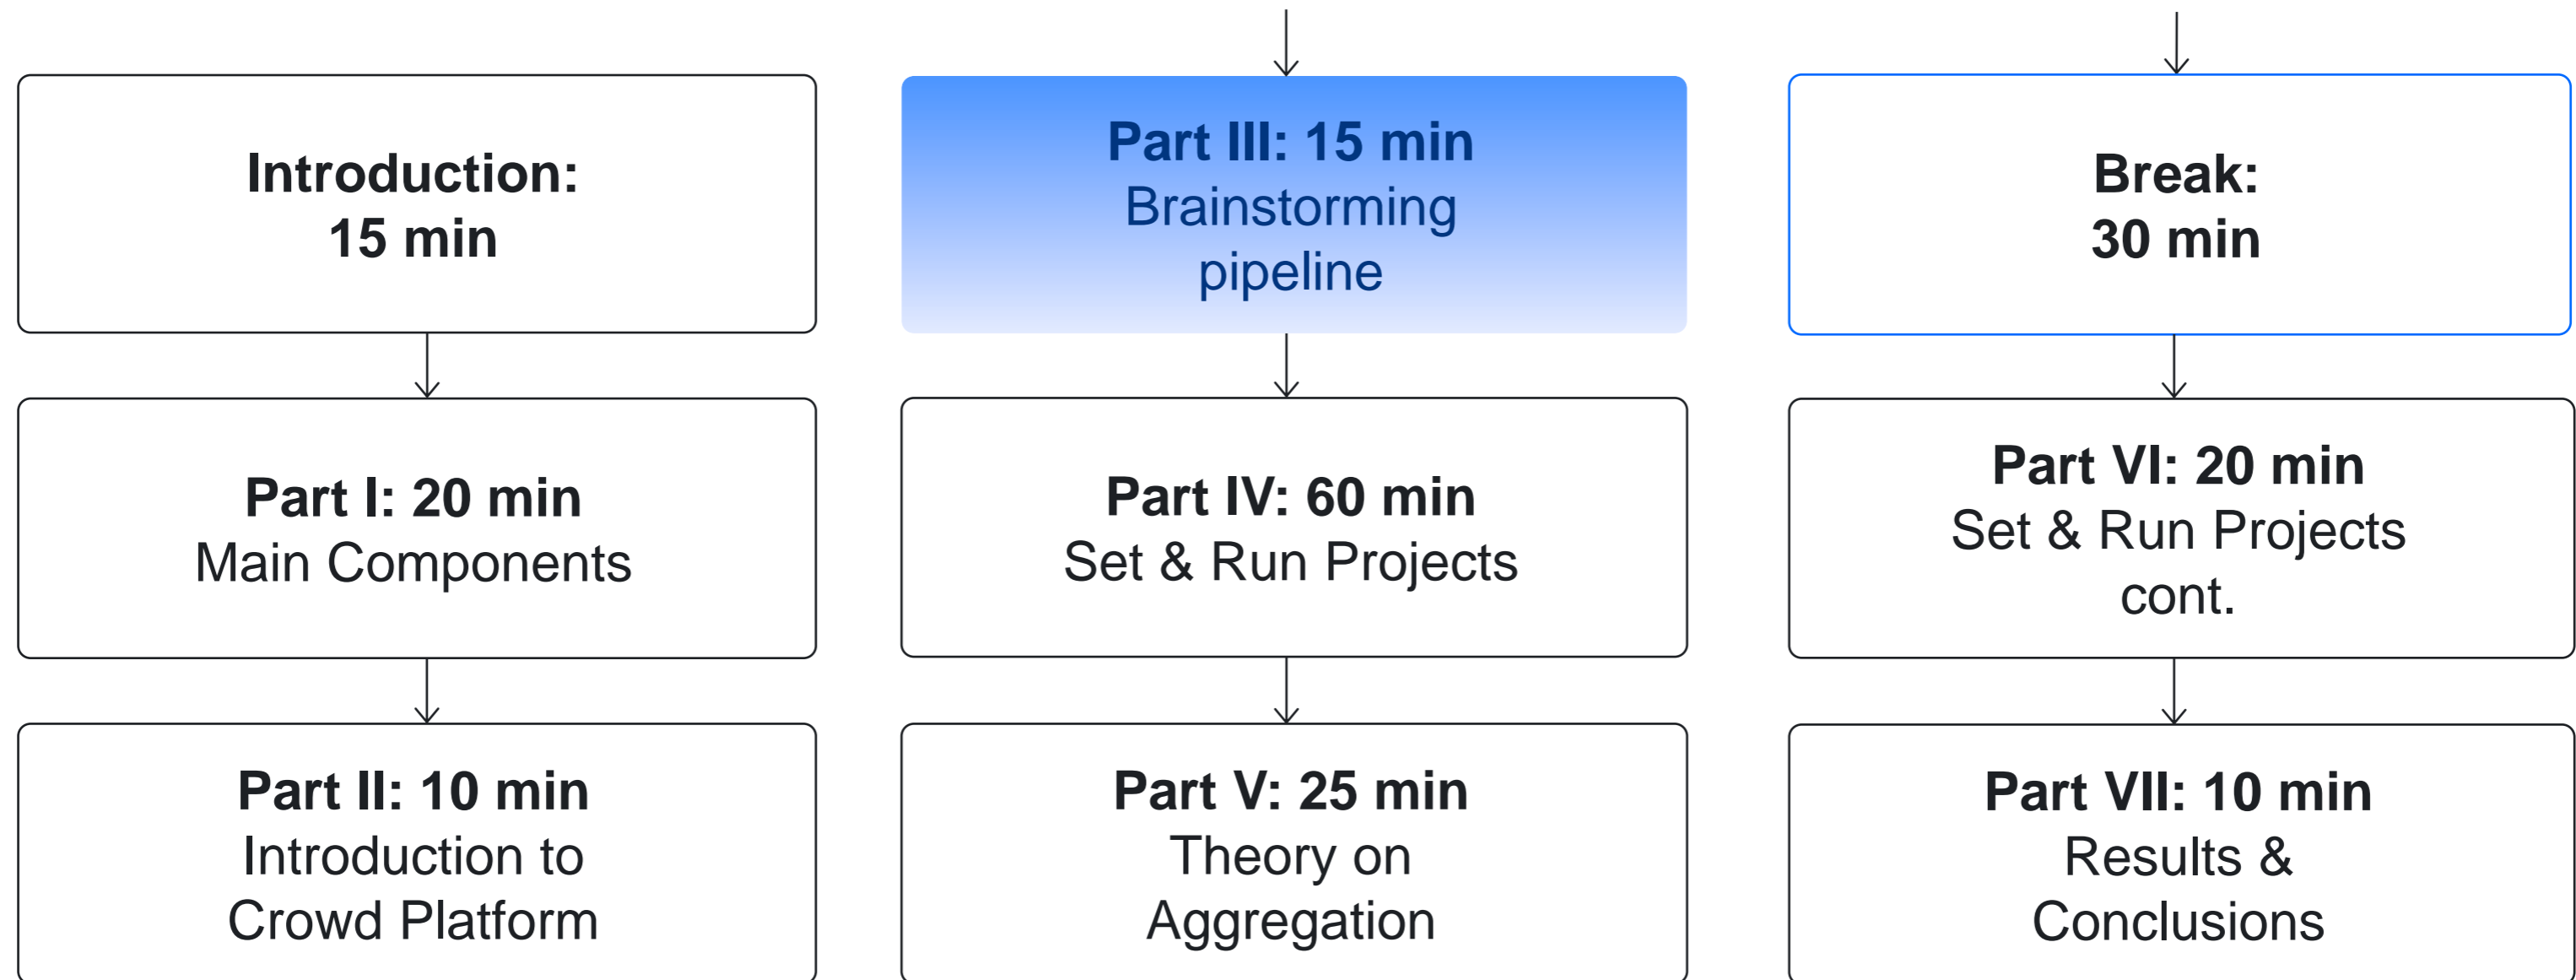 Introduction:
15 min
Part I: 20 min
Main Components
Part II: 10 min
Introduction to
Crowd Platform
Part III: 15 min
Brainstorming
pipeline
Part IV: 60 min
Set & Run Projects
Part V: 25 min
Theory on
Aggregation
Break:
30 min
Part VI: 20 min
Set & Run Projects
cont.
Part VII: 10 min
Results &
Conclusions